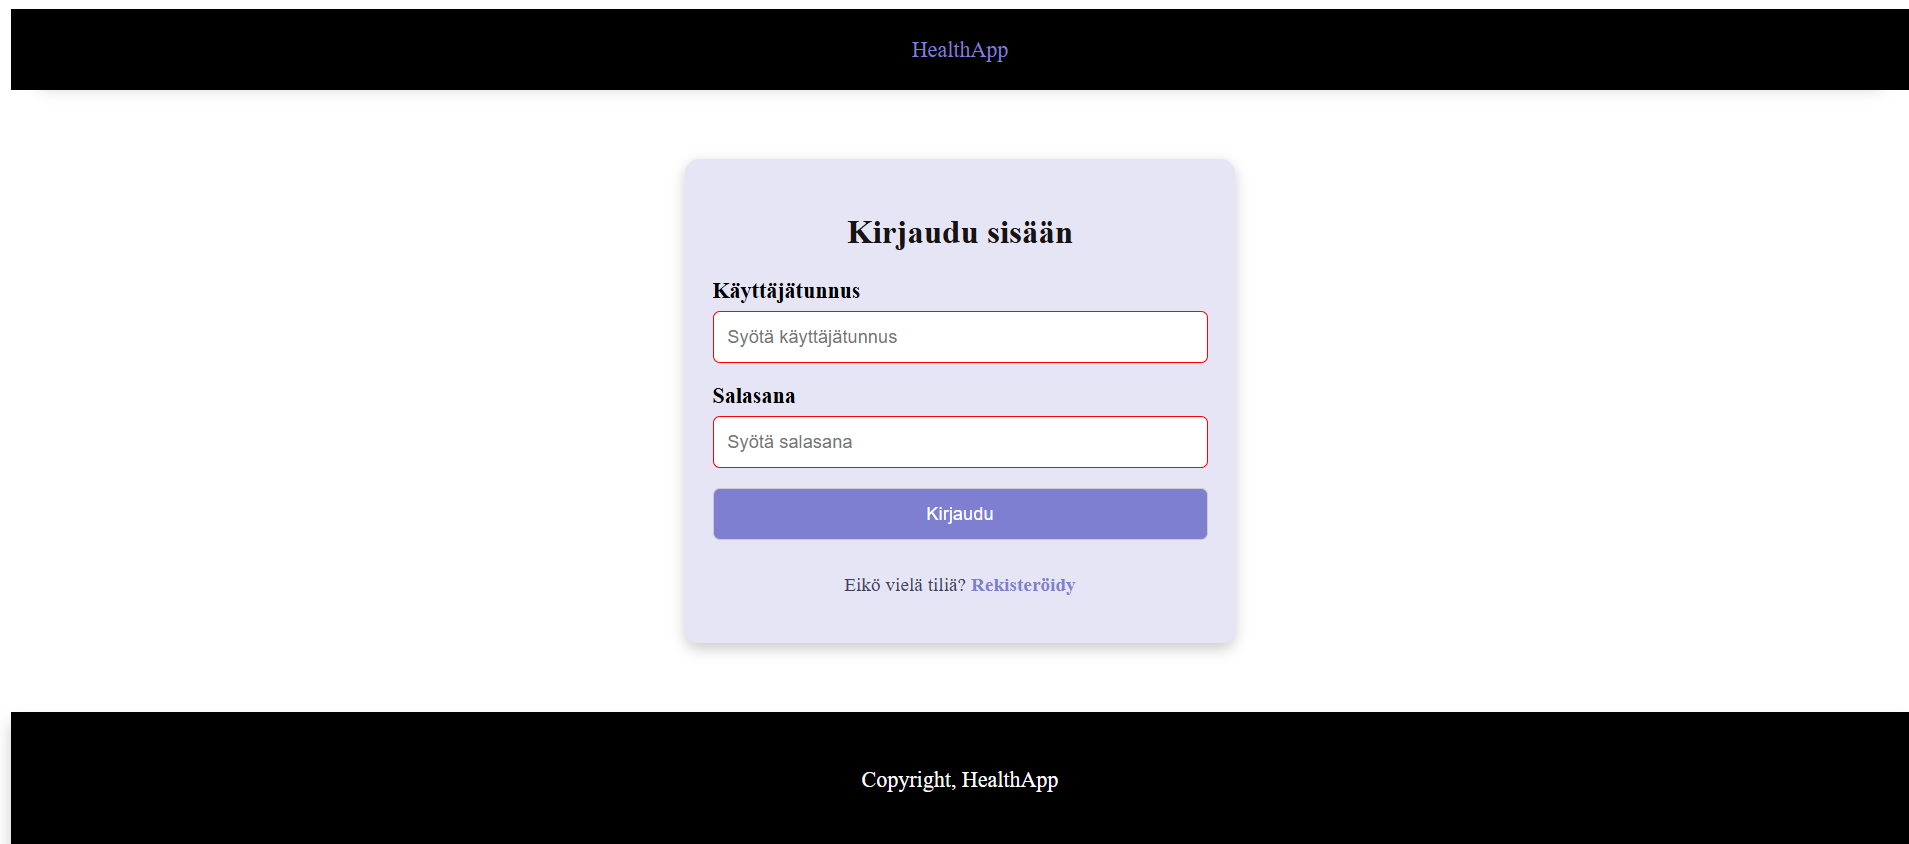 HealthApp
Kirjaudu sisään
Käyttäjätunnus
Syötä käyttäjätunnus
Salasana
Syötä salasana
Kirjaudu
Eikö vielä tiliä? Rekisteröidy
Copyright, HealthApp